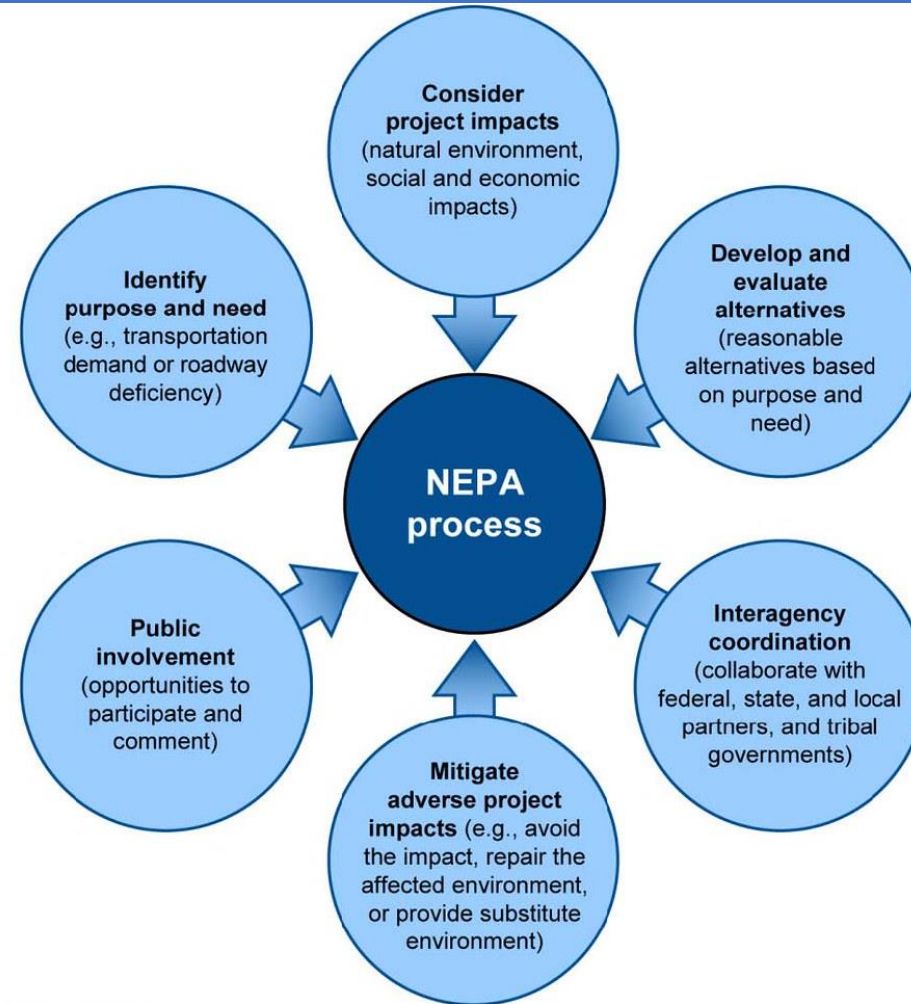 Consider
project impacts
(natural environment,
social and economic
impacts)
Develop and
evaluate
alternatives
(reasonable
alternatives based
on purpose and
need)
Interagency
coordination
(collaborate with
federal, state, and local
partners, and tribal
governments)
Mitigate
adverse project
impacts (e.g., avoid
the impact, repair the
affected environment,
or provide substitute
environment)
Public
involvement
(opportunities to
participate and
comment)
Identify
purpose and need
(e.g., transportation
demand or roadway
deficiency)
NEPA
process